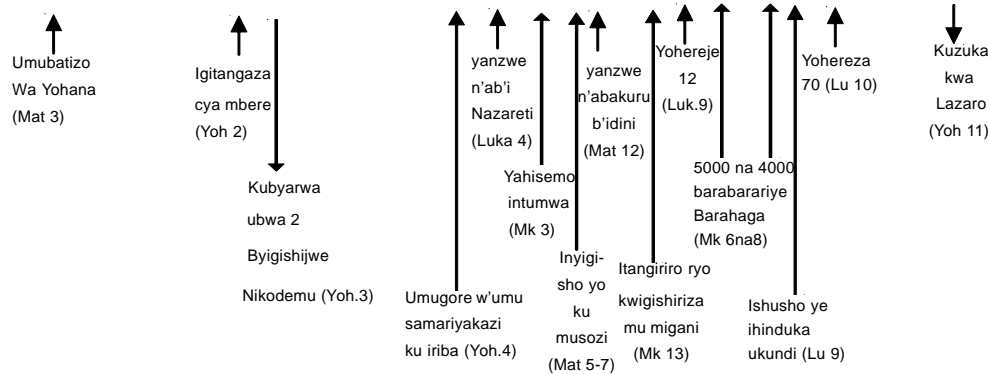 Umubatizo
Wa Yohana
(Mat 3)
Igitangaza
cya mbere
(Yoh 2)
Kubyarwa
ubwa 2
Byigishijwe
Nikodemu (Yoh.3)
Umugore w'umu
samariyakazi
ku iriba (Yoh.4)
yanzwe
n'ab'i
Nazareti
(Luka 4)
Yahisemo
intumwa
(Mk 3)
Inyigi-
sho yo
ku
musozi
(Mat 5-7)
yanzwe
n'abakuru
b'idini
(Mat 12)
Itangiriro ryo
kwigishiriza
mu migani
(Mk 13)
Yohereje
12
(Luk.9)
5000 na 4000
barabarariye
Barahaga
(Mk 6na8)
Ishusho ye
ihinduka
ukundi (Lu 9)
Yohereza
70 (Lu 10)
Kuzuka
kwa
Lazaro
(Yoh 11)